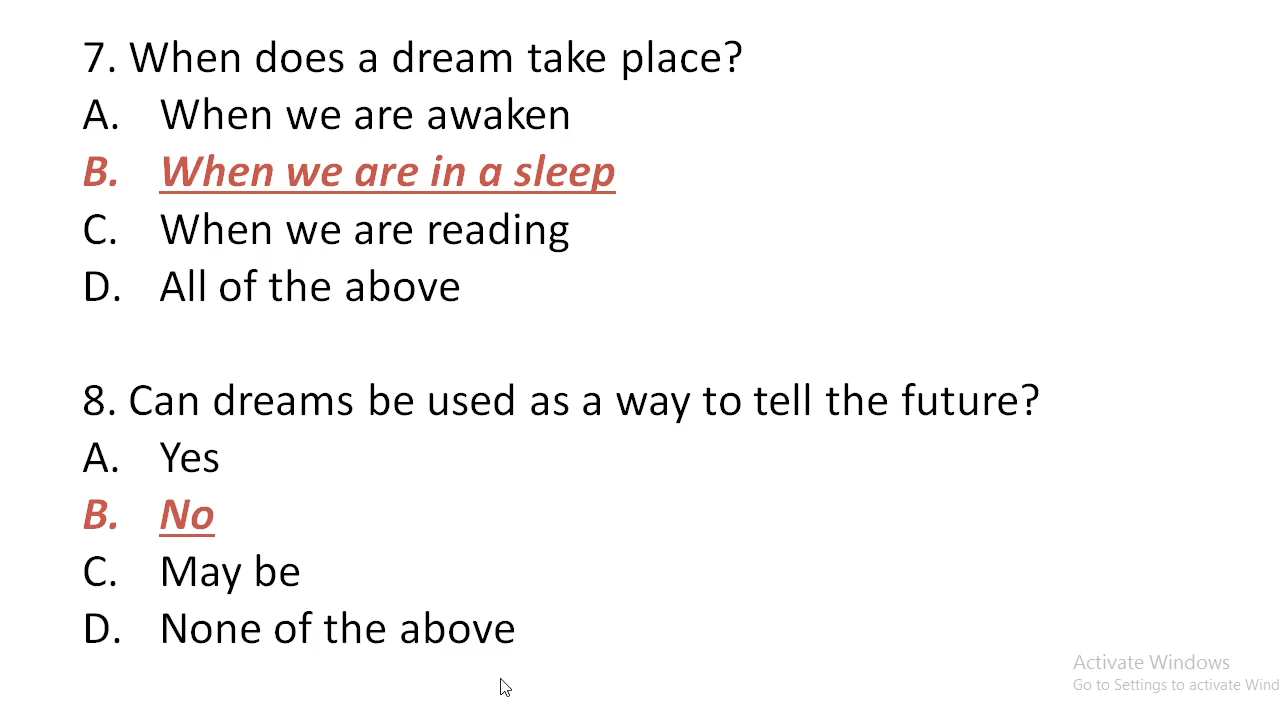 7. When does a dream take place?
A. When we are awaken
B. When we are in a sleep
C. When we are reading
D. All of the above
8. Can dreams be used as a way to tell the future?
A. Yes
B. No
C. May be
D. None of the above
Activate Windows
Go to Settings to activate Wind